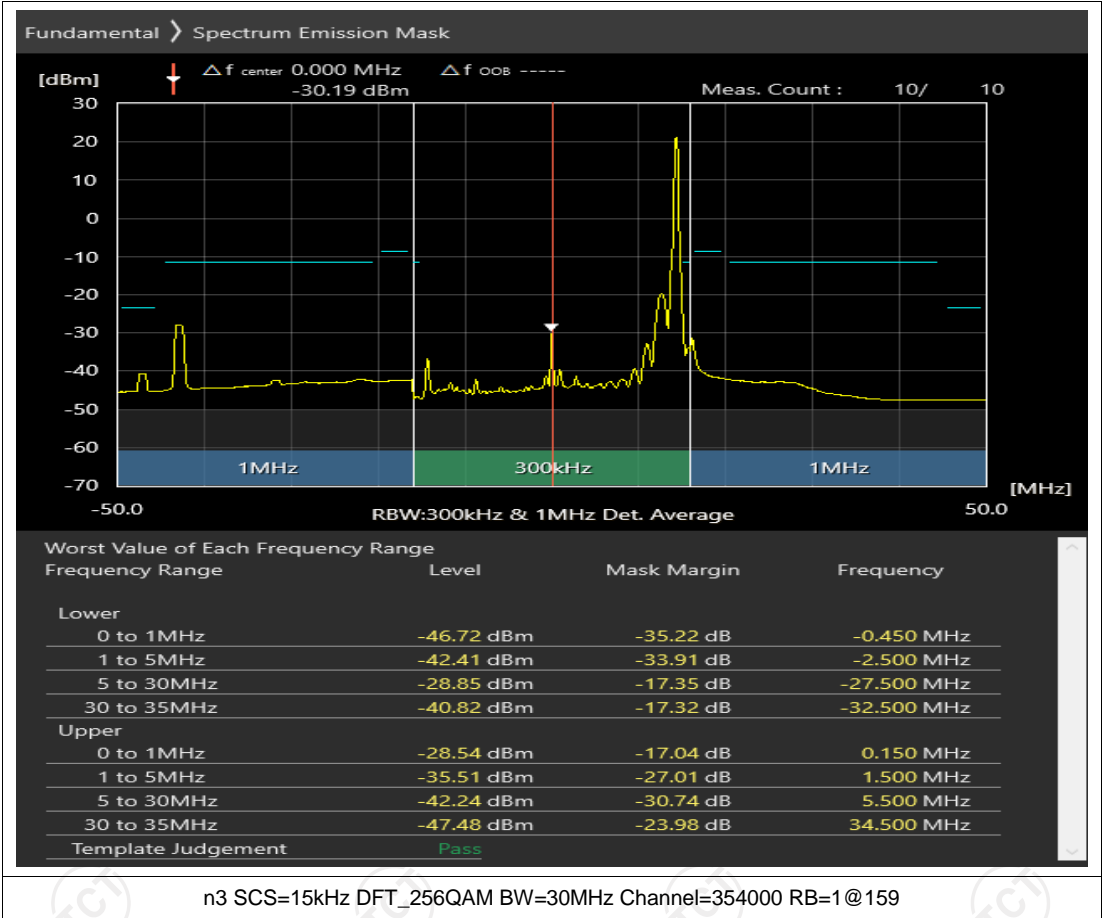 Fundamental ❯ Spectrum Emission Mask
[dBm] △f center 0.000 MHz △f OOB -----
-30.19 dBm Meas. Count : 10/ 10
30
20
10
0
-10
-20
-30
-40
-50
-60
1MHz 300kHz 1MHz
-70
[MHz]
-50.0 RBW:300kHz & 1MHz Det. Average 50.0
Worst Value of Each Frequency Range
Frequency Range Level Mask Margin Frequency
Lower
0 to 1MHz -46.72 dBm -35.22 dB -0.450 MHz
1 to 5MHz -42.41 dBm -33.91 dB -2.500 MHz
5 to 30MHz -28.85 dBm -17.35 dB -27.500 MHz
30 to 35MHz -40.82 dBm -17.32 dB -32.500 MHz
Upper
0 to 1MHz -28.54 dBm -17.04 dB 0.150 MHz
1 to 5MHz -35.51 dBm -27.01 dB 1.500 MHz
5 to 30MHz -42.24 dBm -30.74 dB 5.500 MHz
30 to 35MHz -47.48 dBm -23.98 dB 34.500 MHz
Template Judgement Pass
n3 SCS=15kHz DFT_256QAM BW=30MHz Channel=354000 RB=1@159
TCT TCT TCT TCT TCT